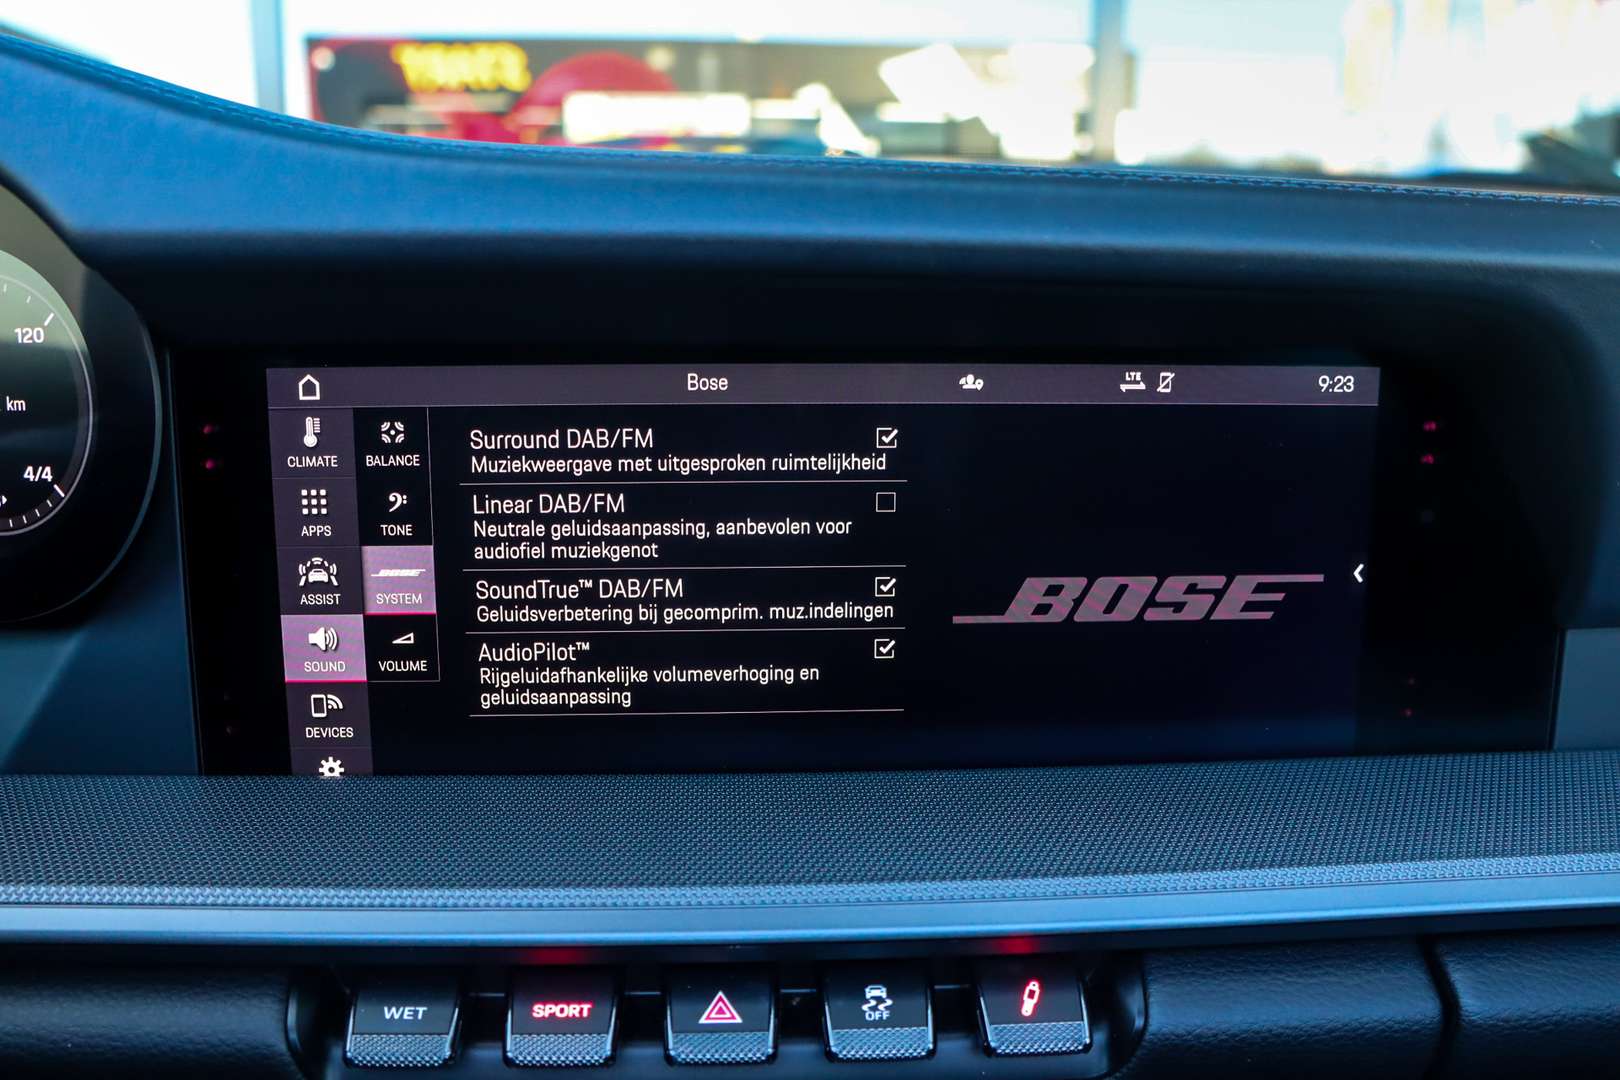 120
km
4/4
Bose
LTE
9:23
CLIMATE
APPS
ASSIST
SOUND
DEVICES
BALANCE
TONE
BOSE
SYSTEM
VOLUME
Surround DAB/FM
Muziekweergave met uitgesproken ruimtelijkheid
Linear DAB/FM
Neutrale geluidsaanpassing, aanbevolen voor
audiofiel muziekgenot
SoundTrue™ DAB/FM
Geluidsverbetering bij gecomprim. muz.indelingen
AudioPilot™
Rijgeluidafhankelijke volumeverhoging en
geluidsaanpassing
BOSE
WET
SPORT
OFF